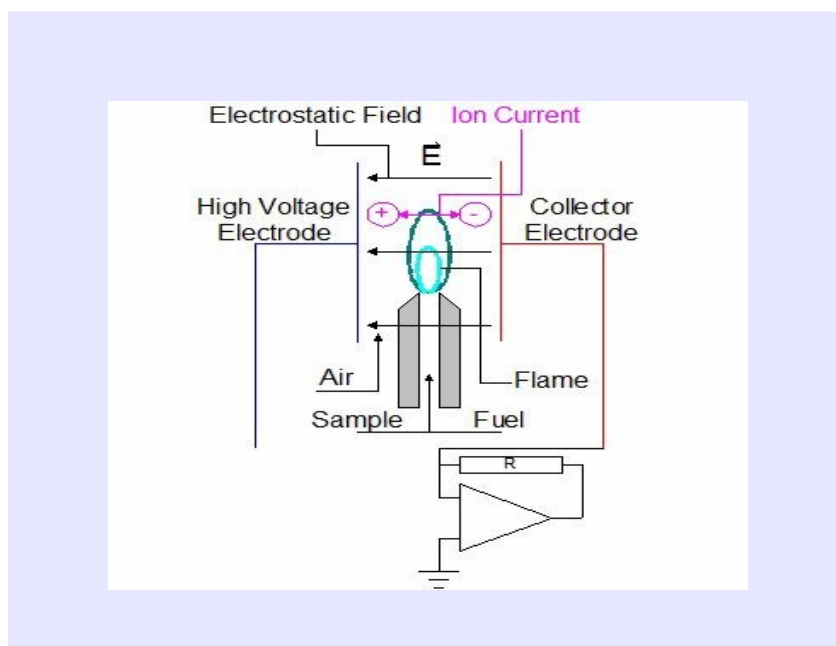 Electrostatic Field
Ion Current
E
High Voltage
Electrode
+
-
Collector
Electrode
Air
Flame
Sample
Fuel
R